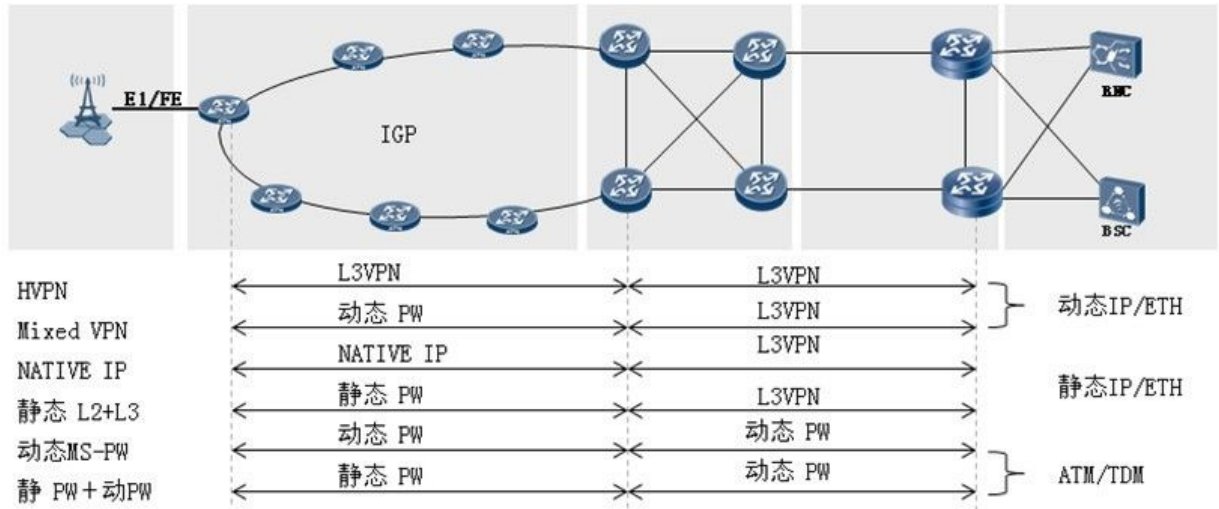 E1/FE
IGP
RNC
BSC
HVPN L3VPN L3VPN
动态IP/ETH
Mixed VPN 动态 PW L3VPN
NATIVE IP NATIVE IP L3VPN
静态IP/ETH
静态 L2+L3 静态 PW L3VPN
动态MS-PW 动态 PW 动态 PW
ATM/TDM
静 PW+动PW 静态 PW 动态 PW